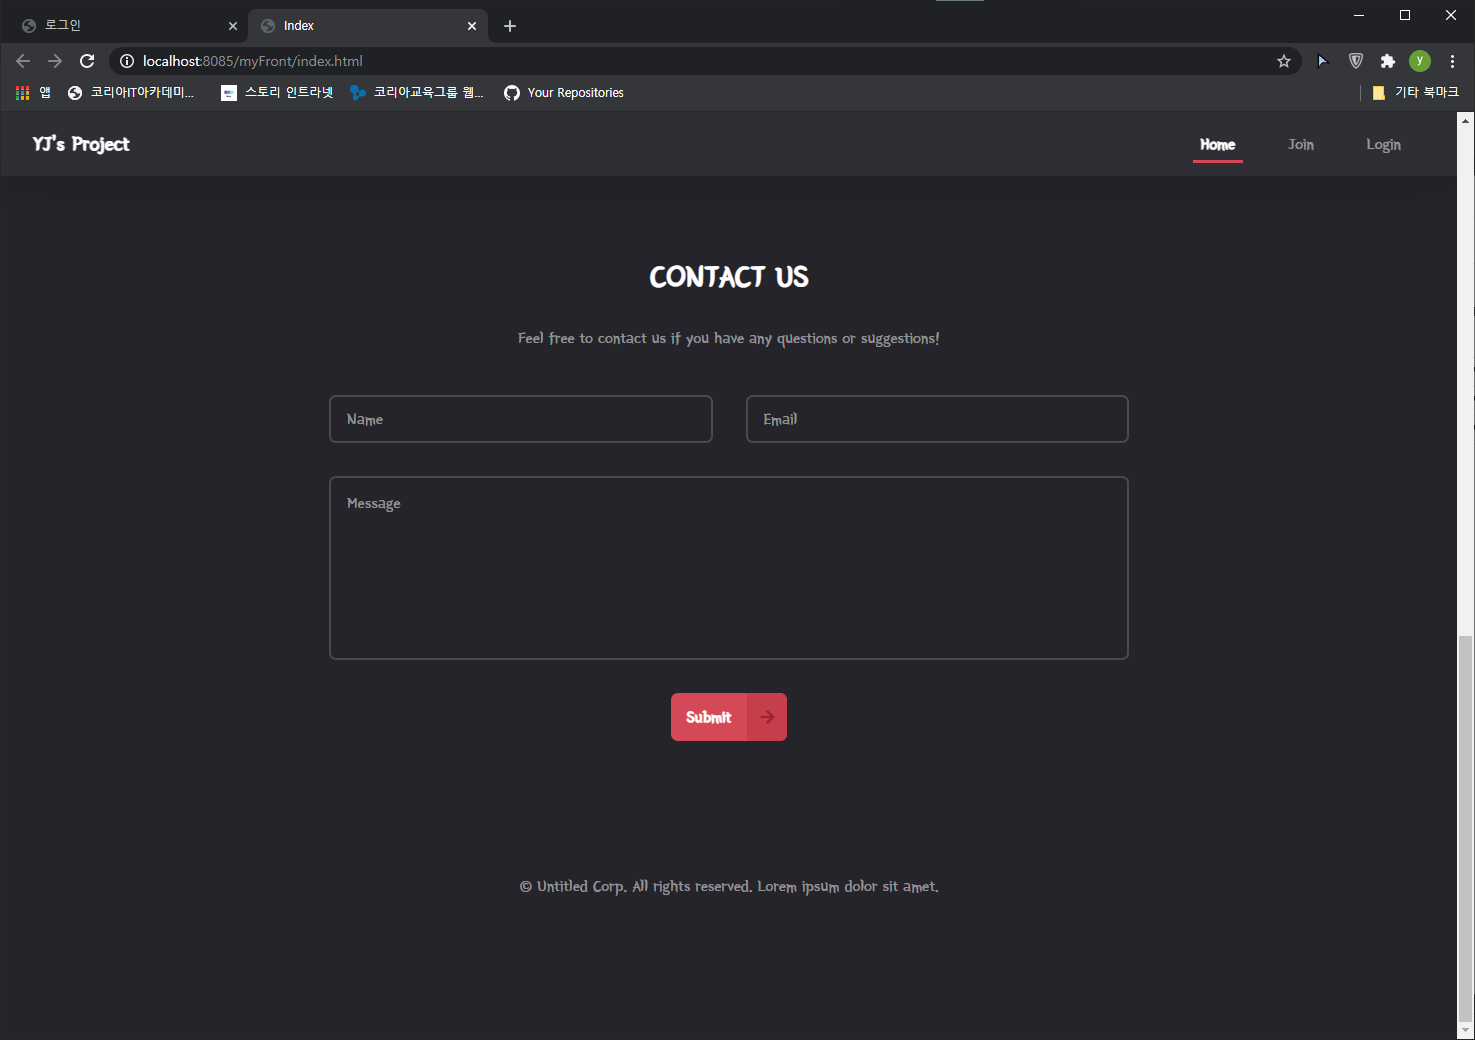 로그인
Index
localhost:8085/myFront/index.html
y
앱
코리아IT아카데미...
스토리 인트라넷
코리아교육그룹 웹...
Your Repositories
기타 북마크
YJ's Project
Home
Join
Login
CONTACT US
Feel free to contact us if you have any questions or suggestions!
Name
Email
Message
Submit
© Untitled Corp. All rights reserved. Lorem ipsum dolor sit amet.